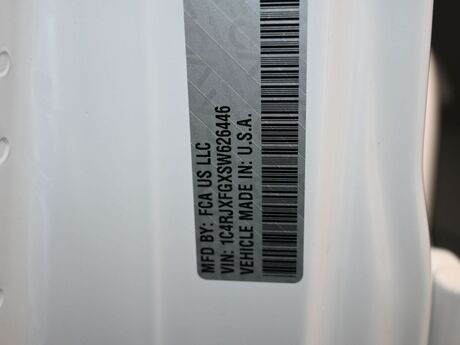 MFD BY: FCA US LLC
VIN: 1C4RJXFGXSW626446
VEHICLE MADE IN: U.S.A.